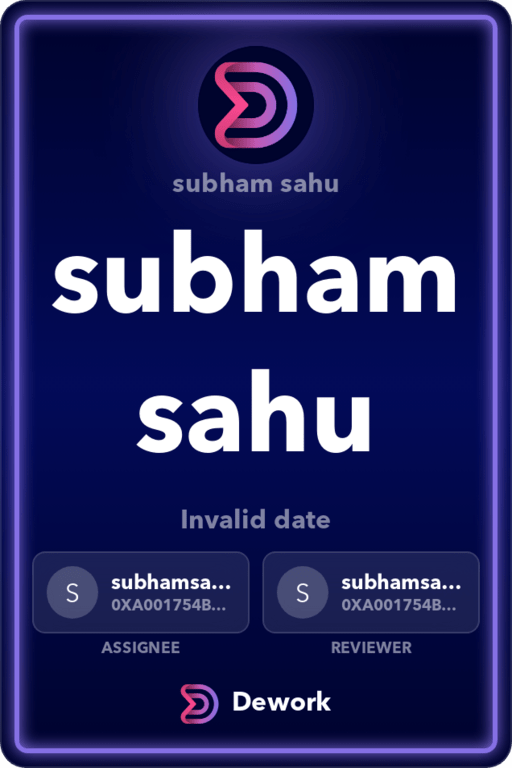 subham sahu
subham
sahu
Invalid date
S
subhamsa...
0XA001754B...
S
subhamsa...
0XA001754B...
ASSIGNEE
REVIEWER
Dework